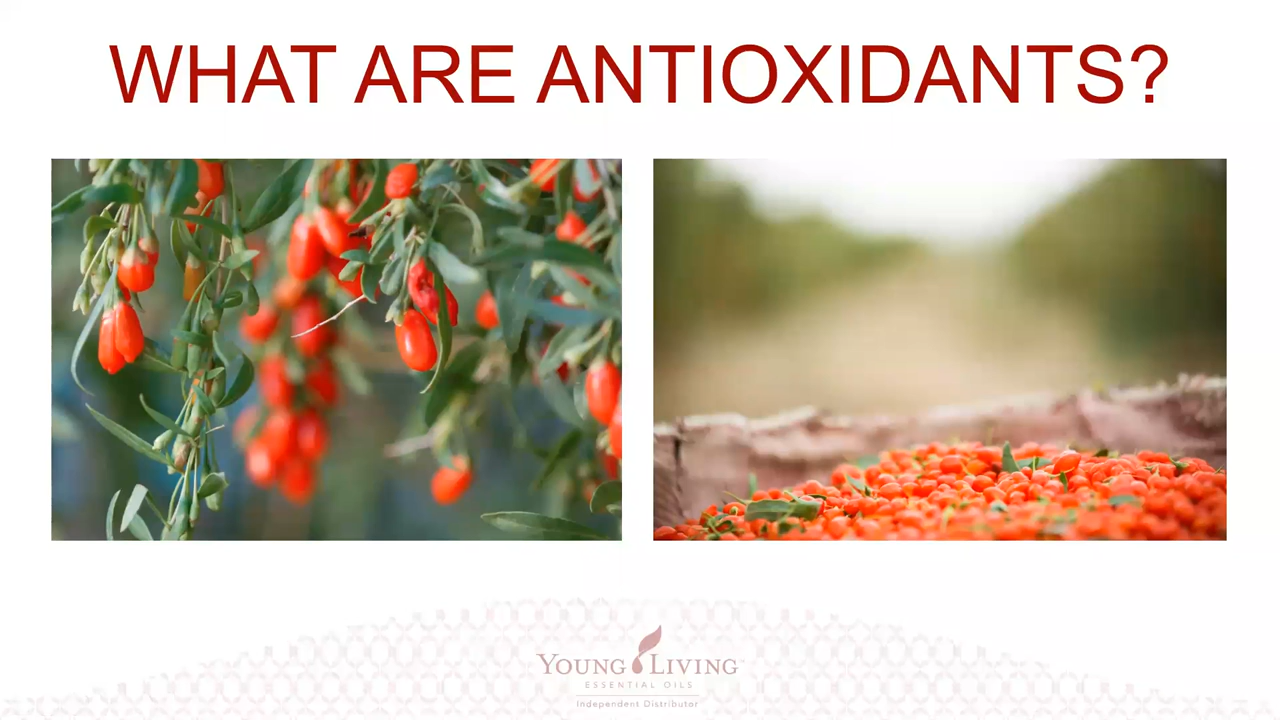 WHAT ARE ANTIOXIDANTS?
YOUNG LIVING
ESSENTIAL OILS
Independent Distributor